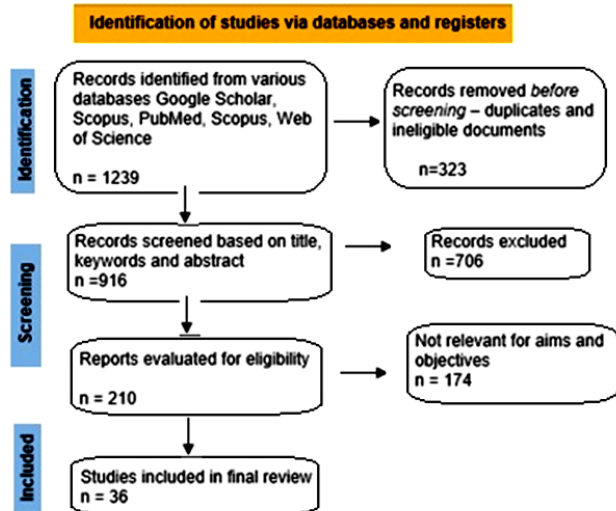 Identification of studies via databases and registers
Identification
Records identified from various
databases Google Scholar,
Scopus, PubMed, Scopus, Web
of Science
n = 1239
Records removed before
screening – duplicates and
ineligible documents
n=323
Screening
Records screened based on title,
keywords and abstract
n =916
Records excluded
n =706
Reports evaluated for eligibility
n = 210
Not relevant for aims and
objectives
n = 174
Included
Studies included in final review
n = 36